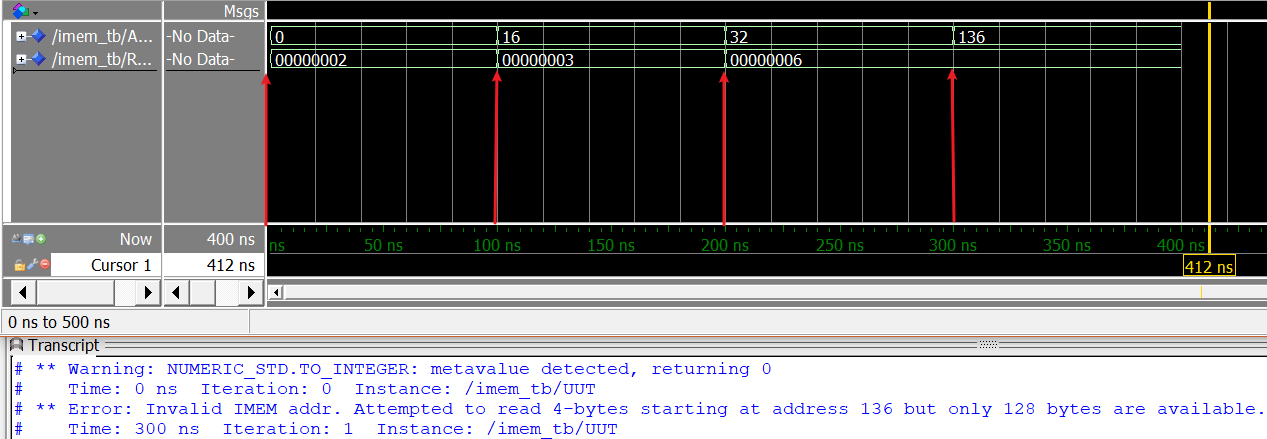 Msgs
/imem_tb/A... -No Data- 0 16 32 136
/imem_tb/R... -No Data- 00000002 00000003 00000006
Now 400 ns ns 50 ns 100 ns 150 ns 200 ns 250 ns 300 ns 350 ns 400 ns
Cursor 1 412 ns 412 ns
0 ns to 500 ns
Transcript
# ** Warning: NUMERIC_STD.TO_INTEGER: metavalue detected, returning 0
#    Time: 0 ns  Iteration: 0  Instance: /imem_tb/UUT
# ** Error: Invalid IMEM addr. Attempted to read 4-bytes starting at address 136 but only 128 bytes are available.
#    Time: 300 ns  Iteration: 1  Instance: /imem_tb/UUT